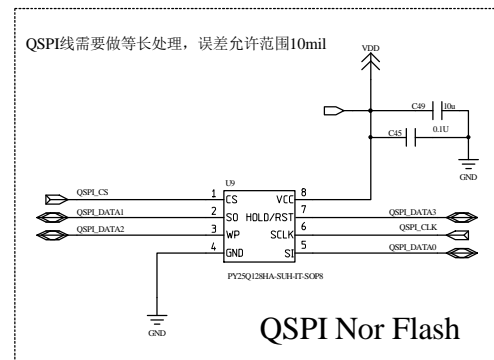 QSPI线需要做等长处理，误差允许范围10mil
VDD
C49 10u
C45 0.1U
GND
U9
QSPI_CS 1 CS VCC 8
QSPI_DATA1 2 SO HOLD/RST 7 QSPI_DATA3
QSPI_DATA2 3 WP SCLK 6 QSPI_CLK
4 GND SI 5 QSPI_DATA0
PY25Q128HA-SUH-IT-SOP8
GND
QSPI Nor Flash